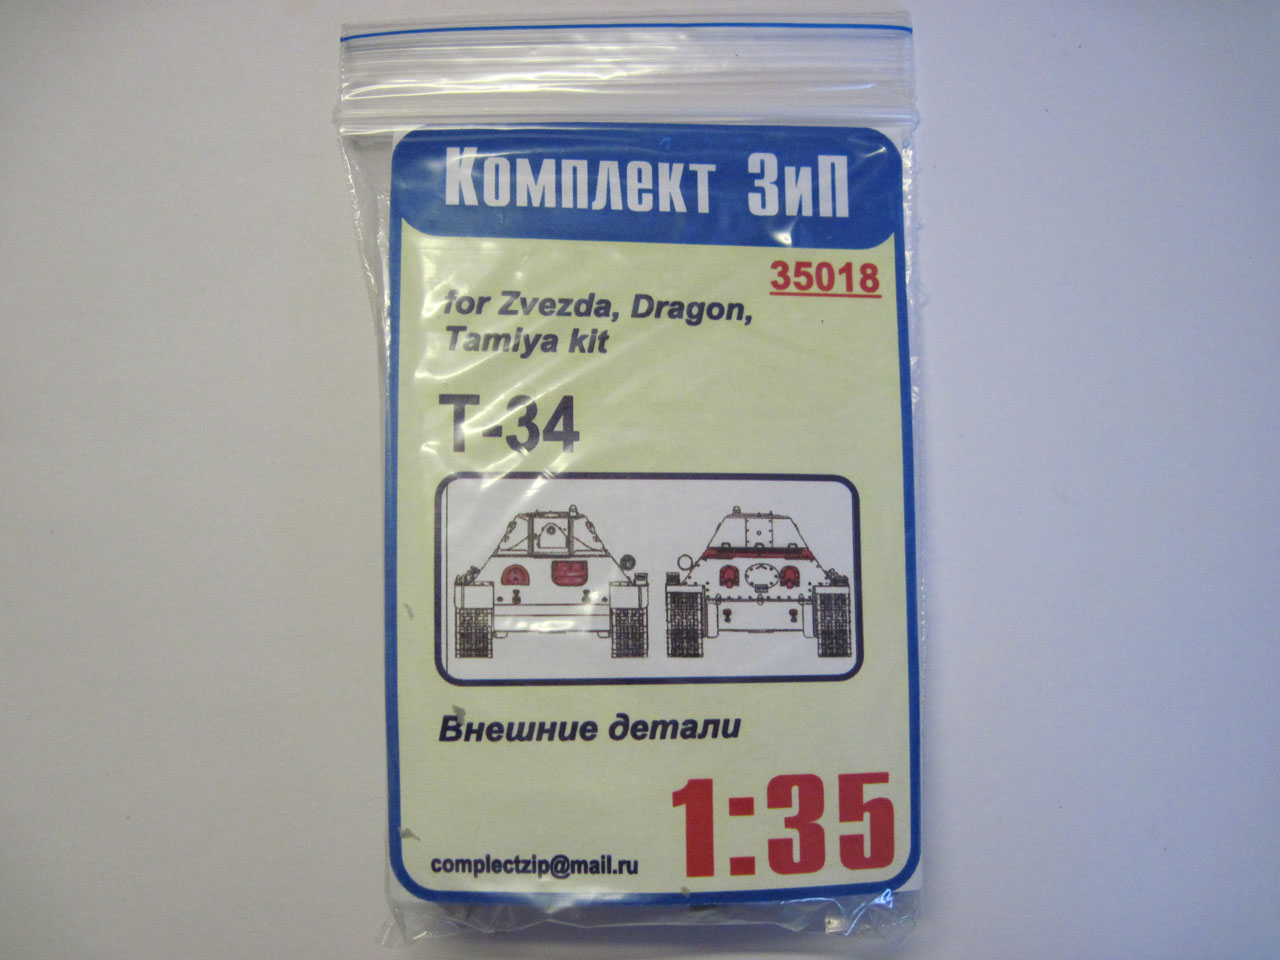 Комплект ЗиП
35018
for Zvezda, Dragon,
Tamiya kit
T-34
Внешние детали
1:35
complectzip@mail.ru